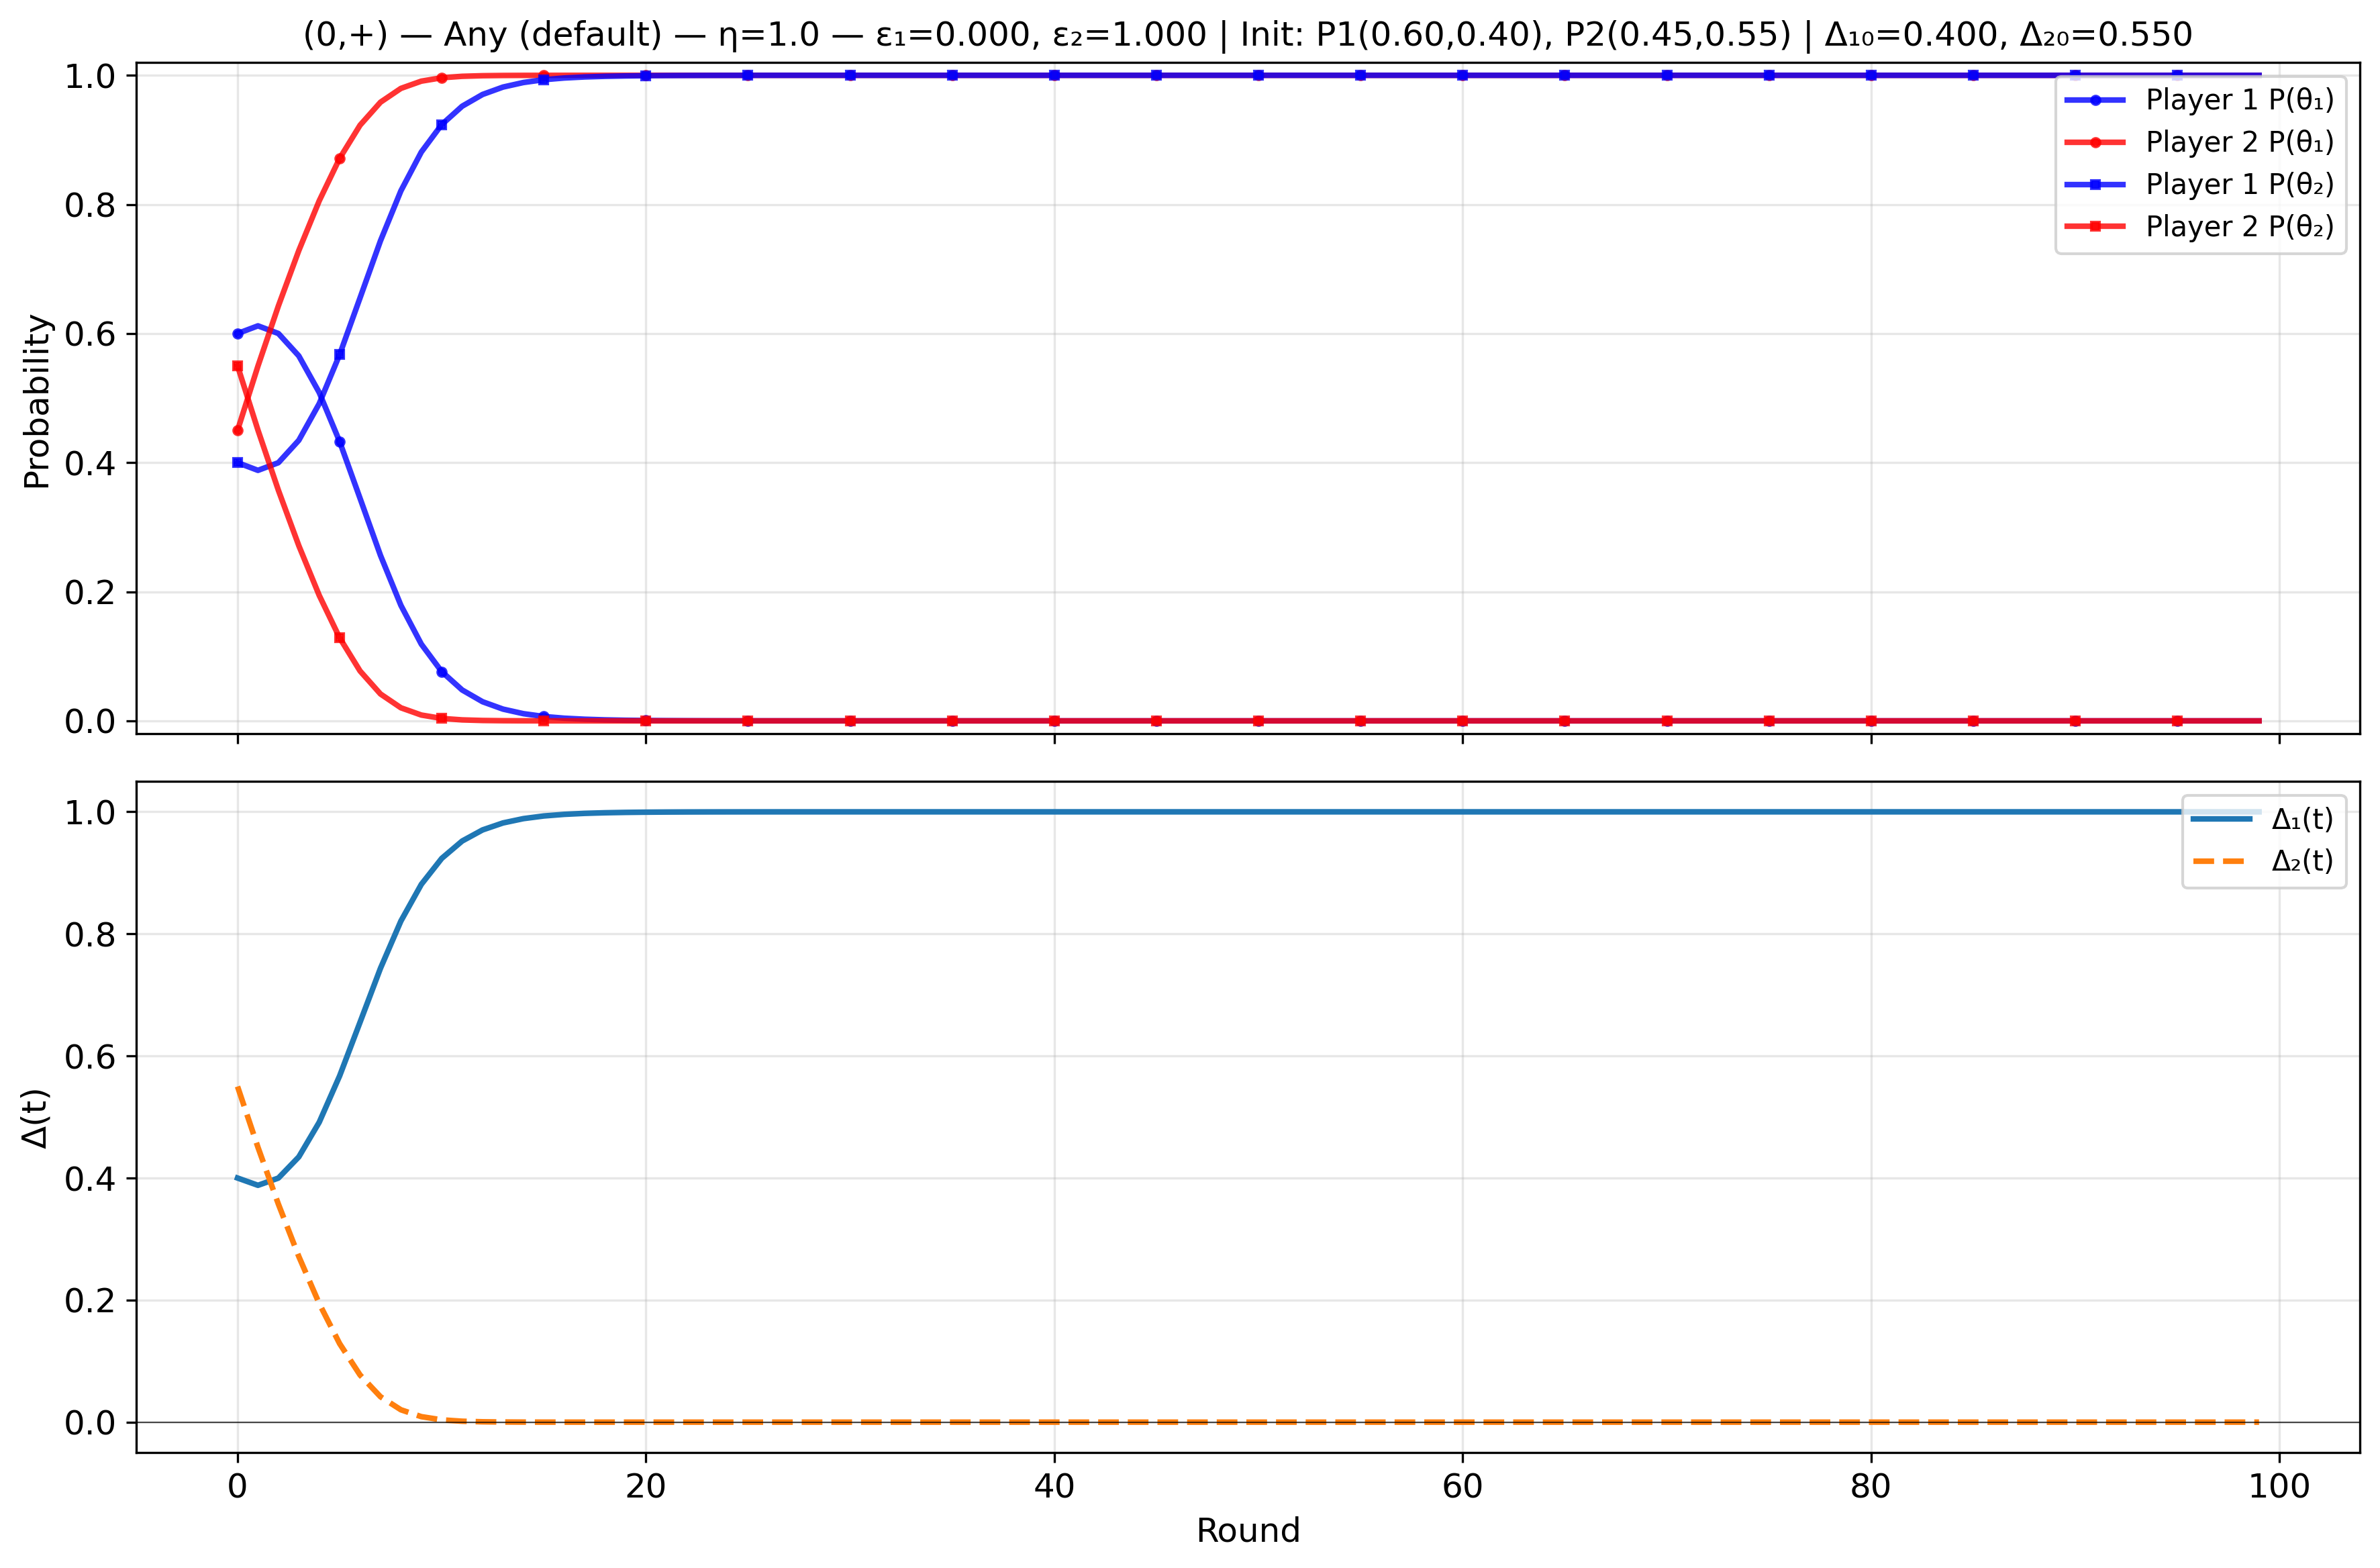 (0,+) — Any (default) — η=1.0 — ε₁=0.000, ε₂=1.000 | Init: P1(0.60,0.40), P2(0.45,0.55) | Δ₁₀=0.400, Δ₂₀=0.550
1.0
0.8
0.6
0.4
0.2
0.0
Probability
Player 1 P(θ₁)
Player 2 P(θ₁)
Player 1 P(θ₂)
Player 2 P(θ₂)
1.0
0.8
0.6
0.4
0.2
0.0
Δ(t)
Δ₁(t)
Δ₂(t)
0 20 40 60 80 100
Round